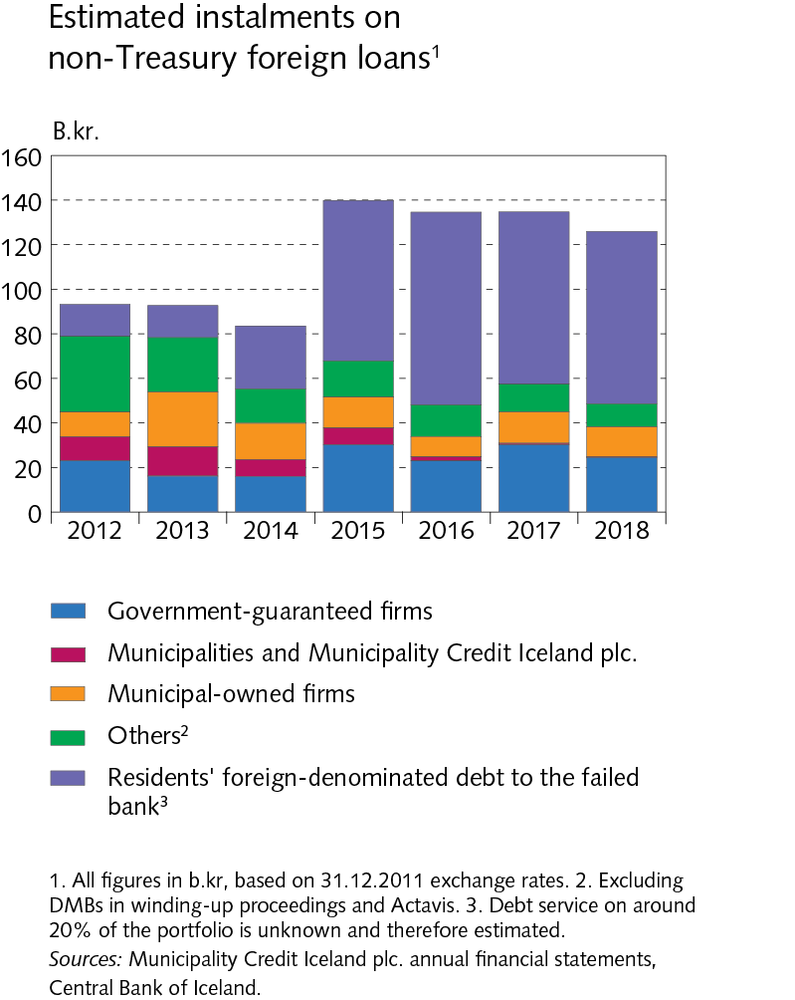 Estimated instalments on
non-Treasury foreign loans¹
B.kr.
160
140
120
100
80
60
40
20
0
2012 2013 2014 2015 2016 2017 2018
Government-guaranteed firms
Municipalities and Municipality Credit Iceland plc.
Municipal-owned firms
Others²
Residents' foreign-denominated debt to the failed
bank³
1. All figures in b.kr, based on 31.12.2011 exchange rates. 2. Excluding
DMBs in winding-up proceedings and Actavis. 3. Debt service on around
20% of the portfolio is unknown and therefore estimated.
Sources: Municipality Credit Iceland plc. annual financial statements,
Central Bank of Iceland.